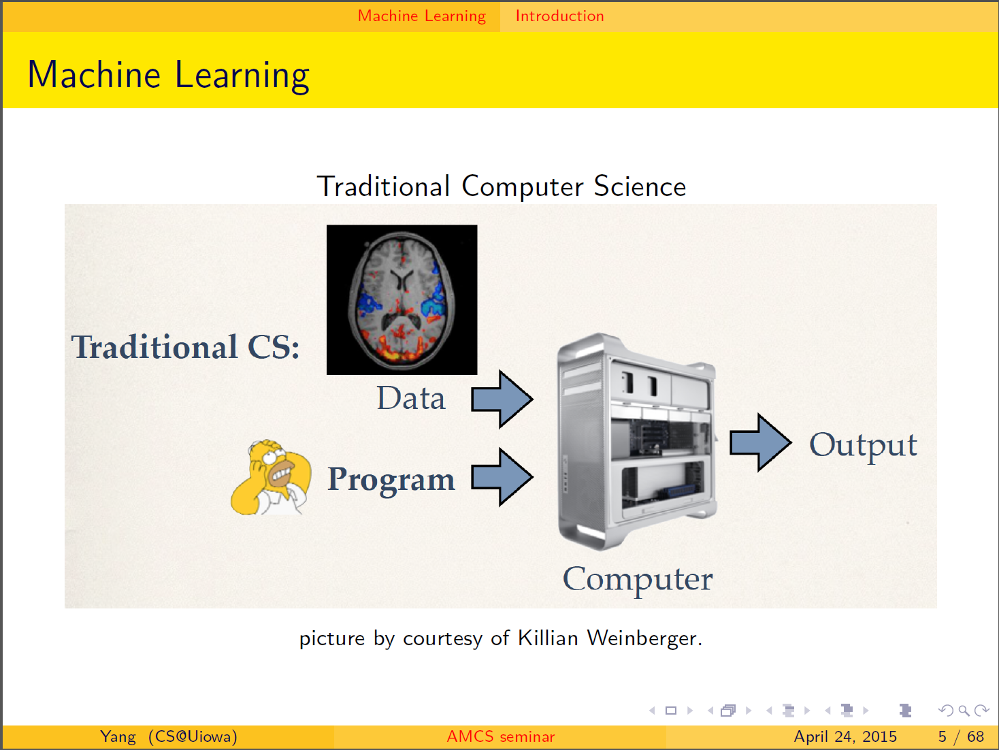 Machine Learning Introduction
Machine Learning
Traditional Computer Science
Traditional CS:
Data
Program
Output
Computer
picture by courtesy of Killian Weinberger.
Yang (CS@UIowa) AMCS seminar April 24, 2015 5 / 68